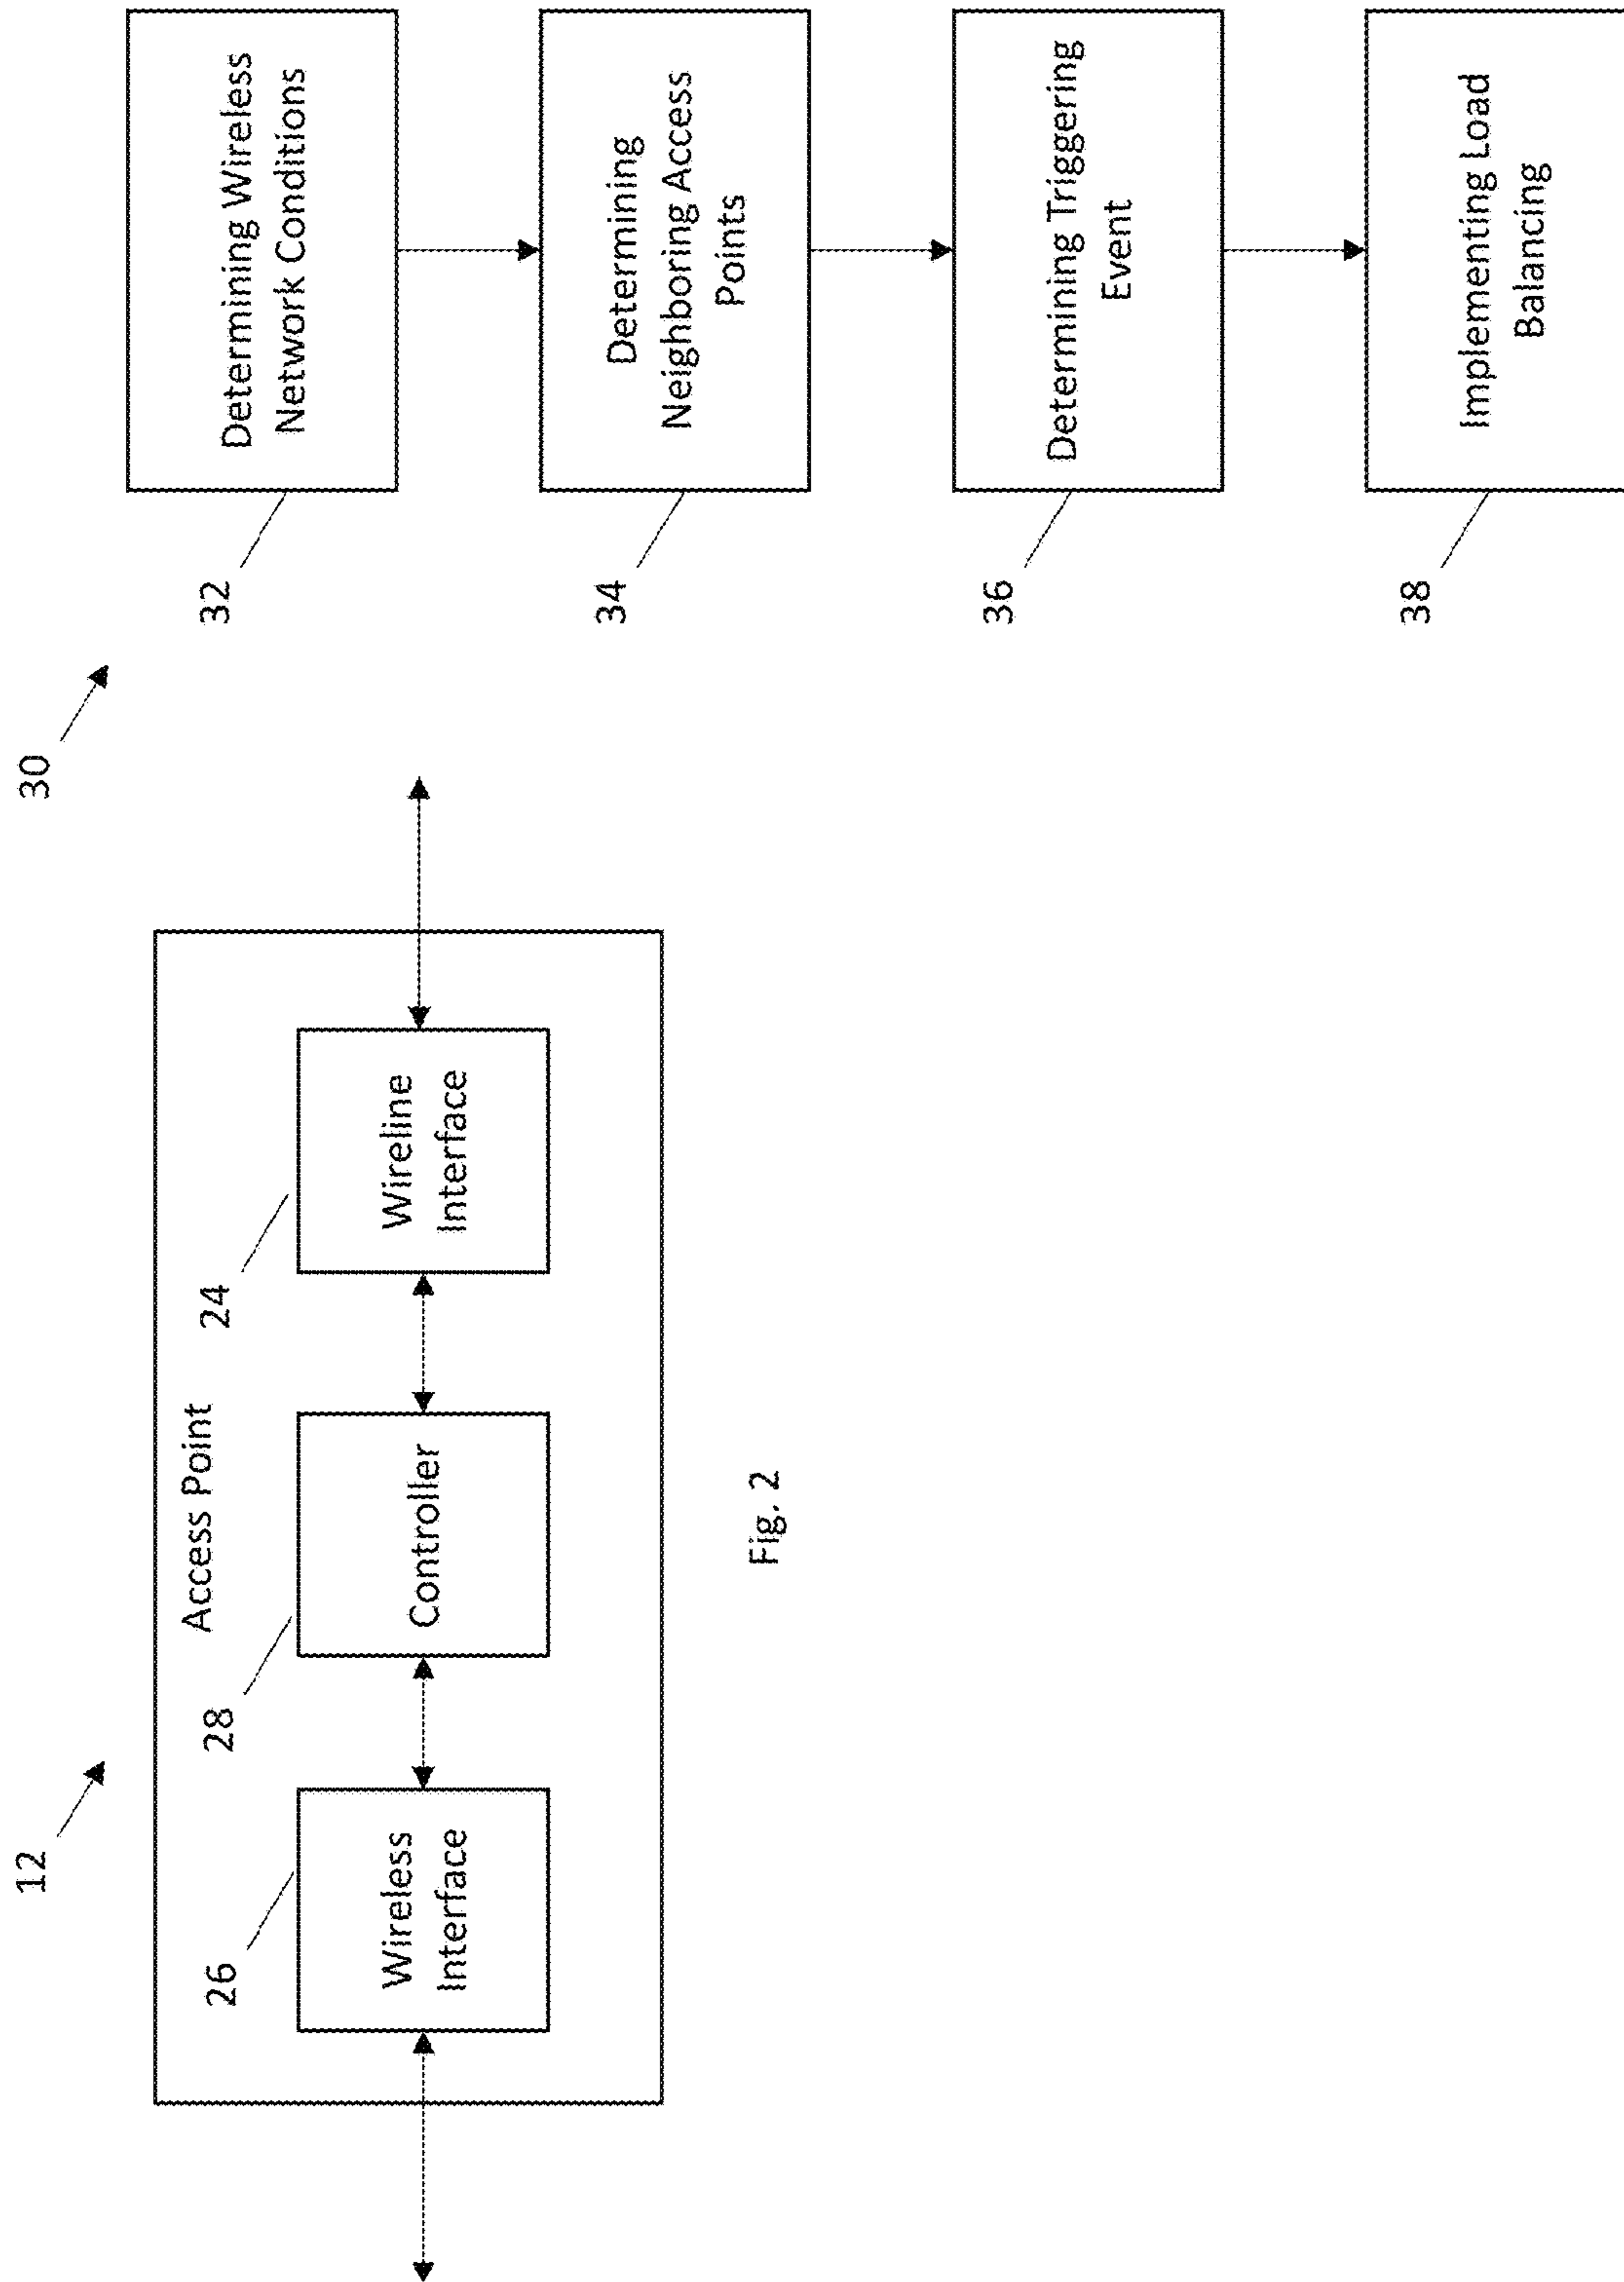 12
Access Point
26
28
24
Wireless
Interface
Controller
Wireline
Interface
Fig. 2
30
32
Determining Wireless
Network Conditions
34
Determining
Neighboring Access
Points
36
Determining Triggering
Event
38
Implementing Load
Balancing